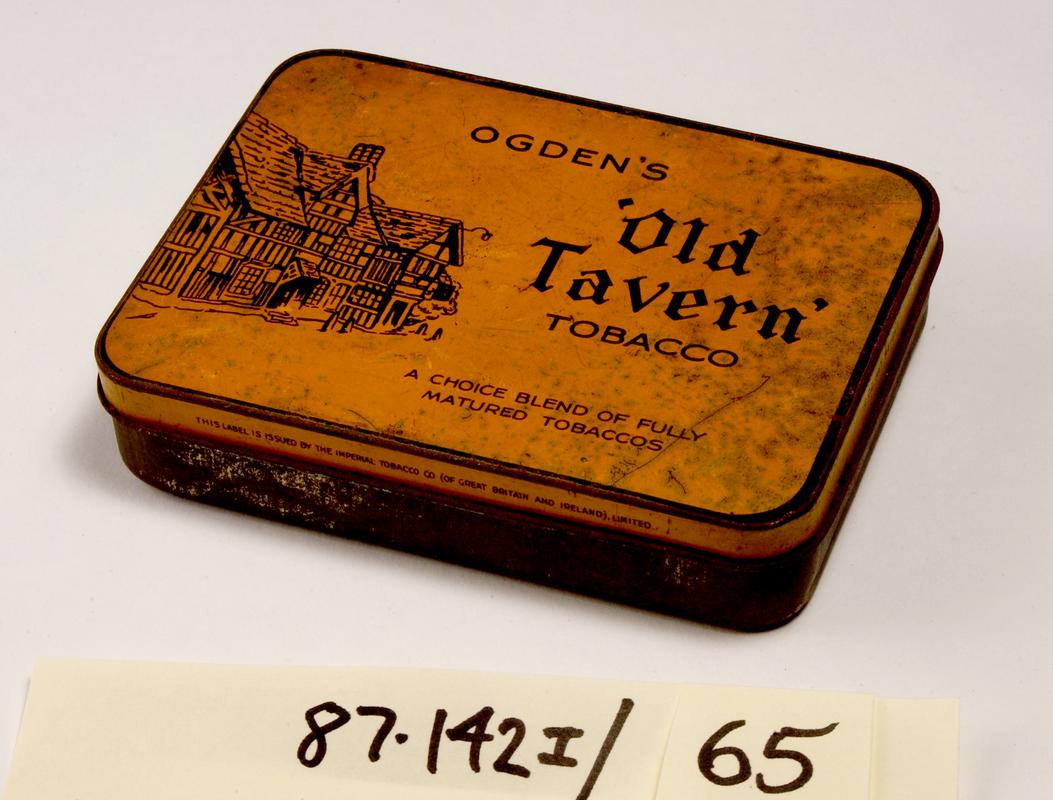 OGDEN'S
'Old
Tavern'
TOBACCO
A CHOICE BLEND OF FULLY
MATURED TOBACCOS
THIS LABEL IS ISSUED BY THE IMPERIAL TOBACCO CO (OF GREAT BRITAIN AND IRELAND), LIMITED
87.142I/65